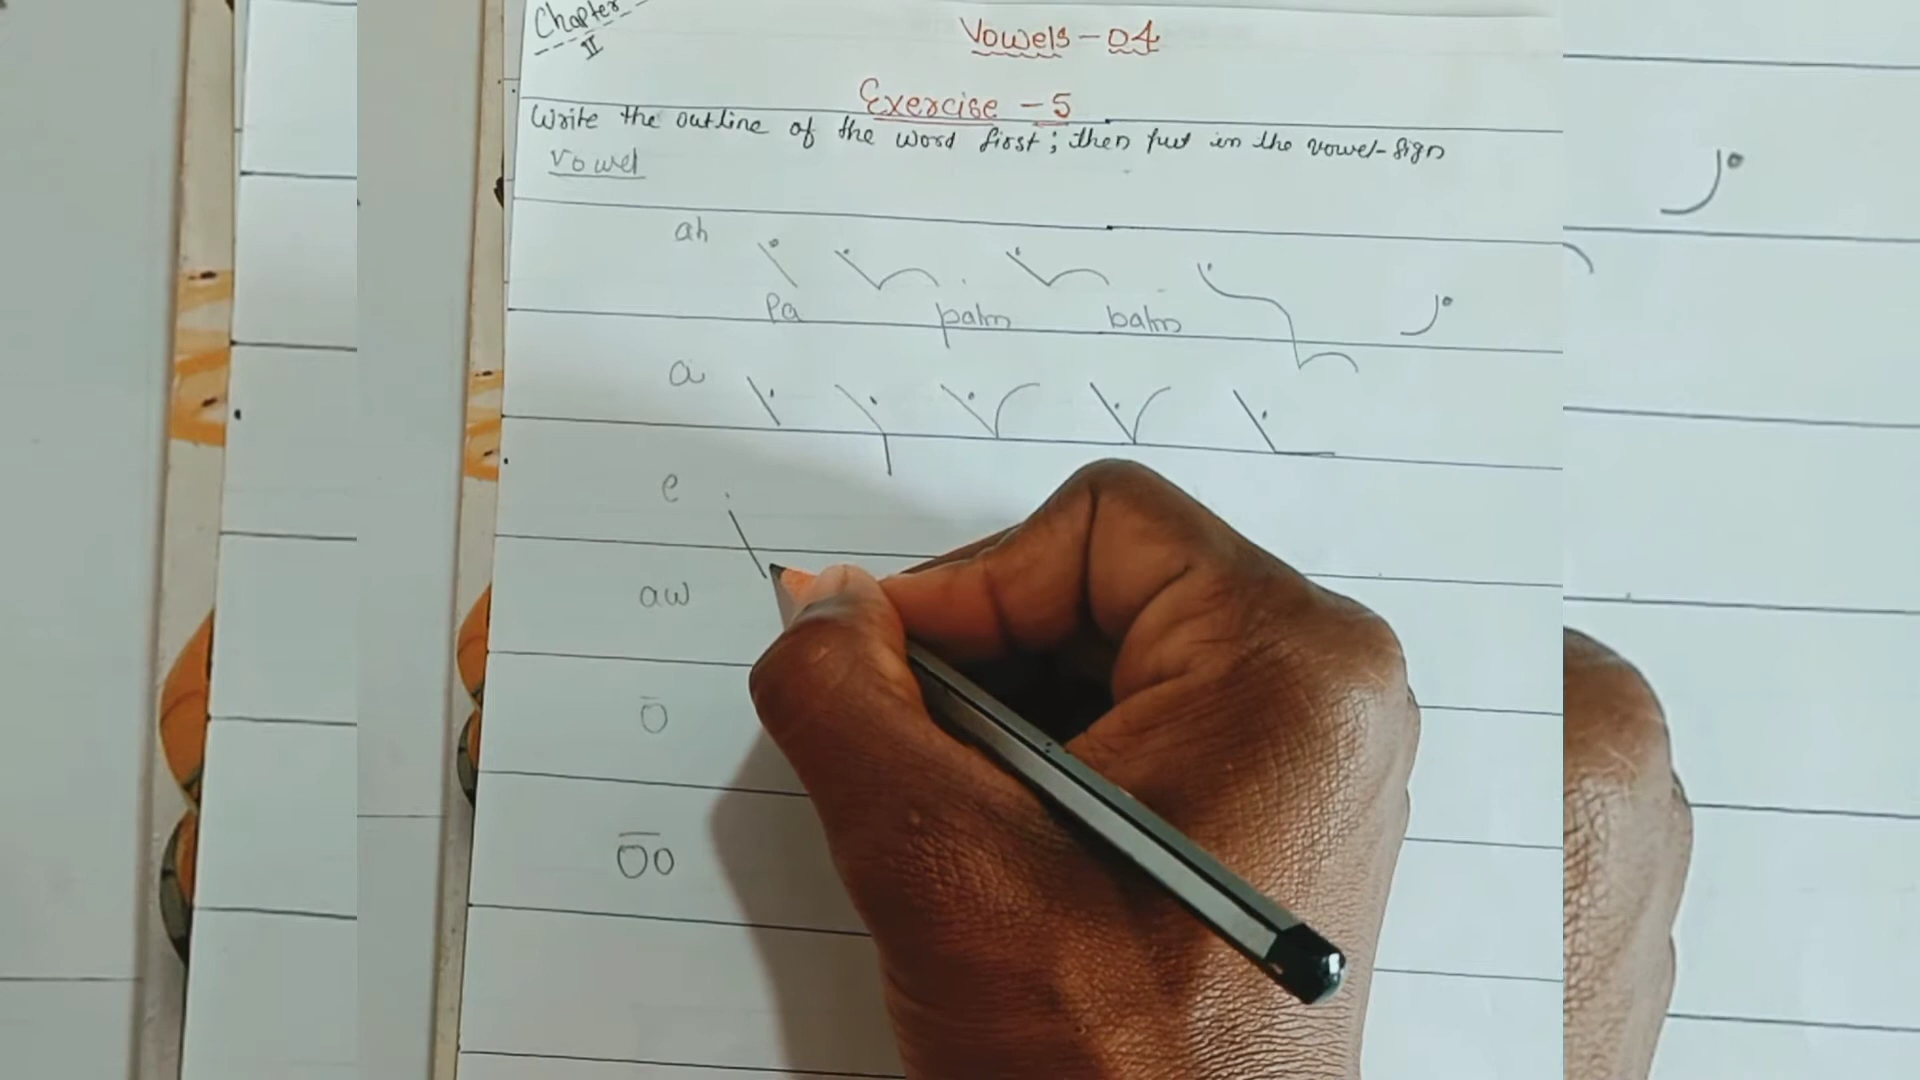 Chapter
II
Vowels - 04
Exercise - 5
Write the outline of the word first; then put in the vowel-sign
Vowel
ah
Pa palm balm
a
e
aw
ō
ōo